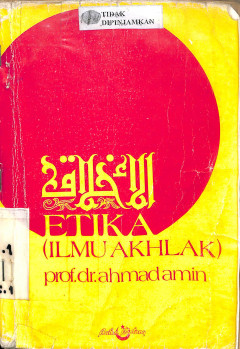 TIDAK
DIPINJAMKAN
الأخلاق
ETIKA
(ILMU AKHLAK)
prof.dr.ahmad amin